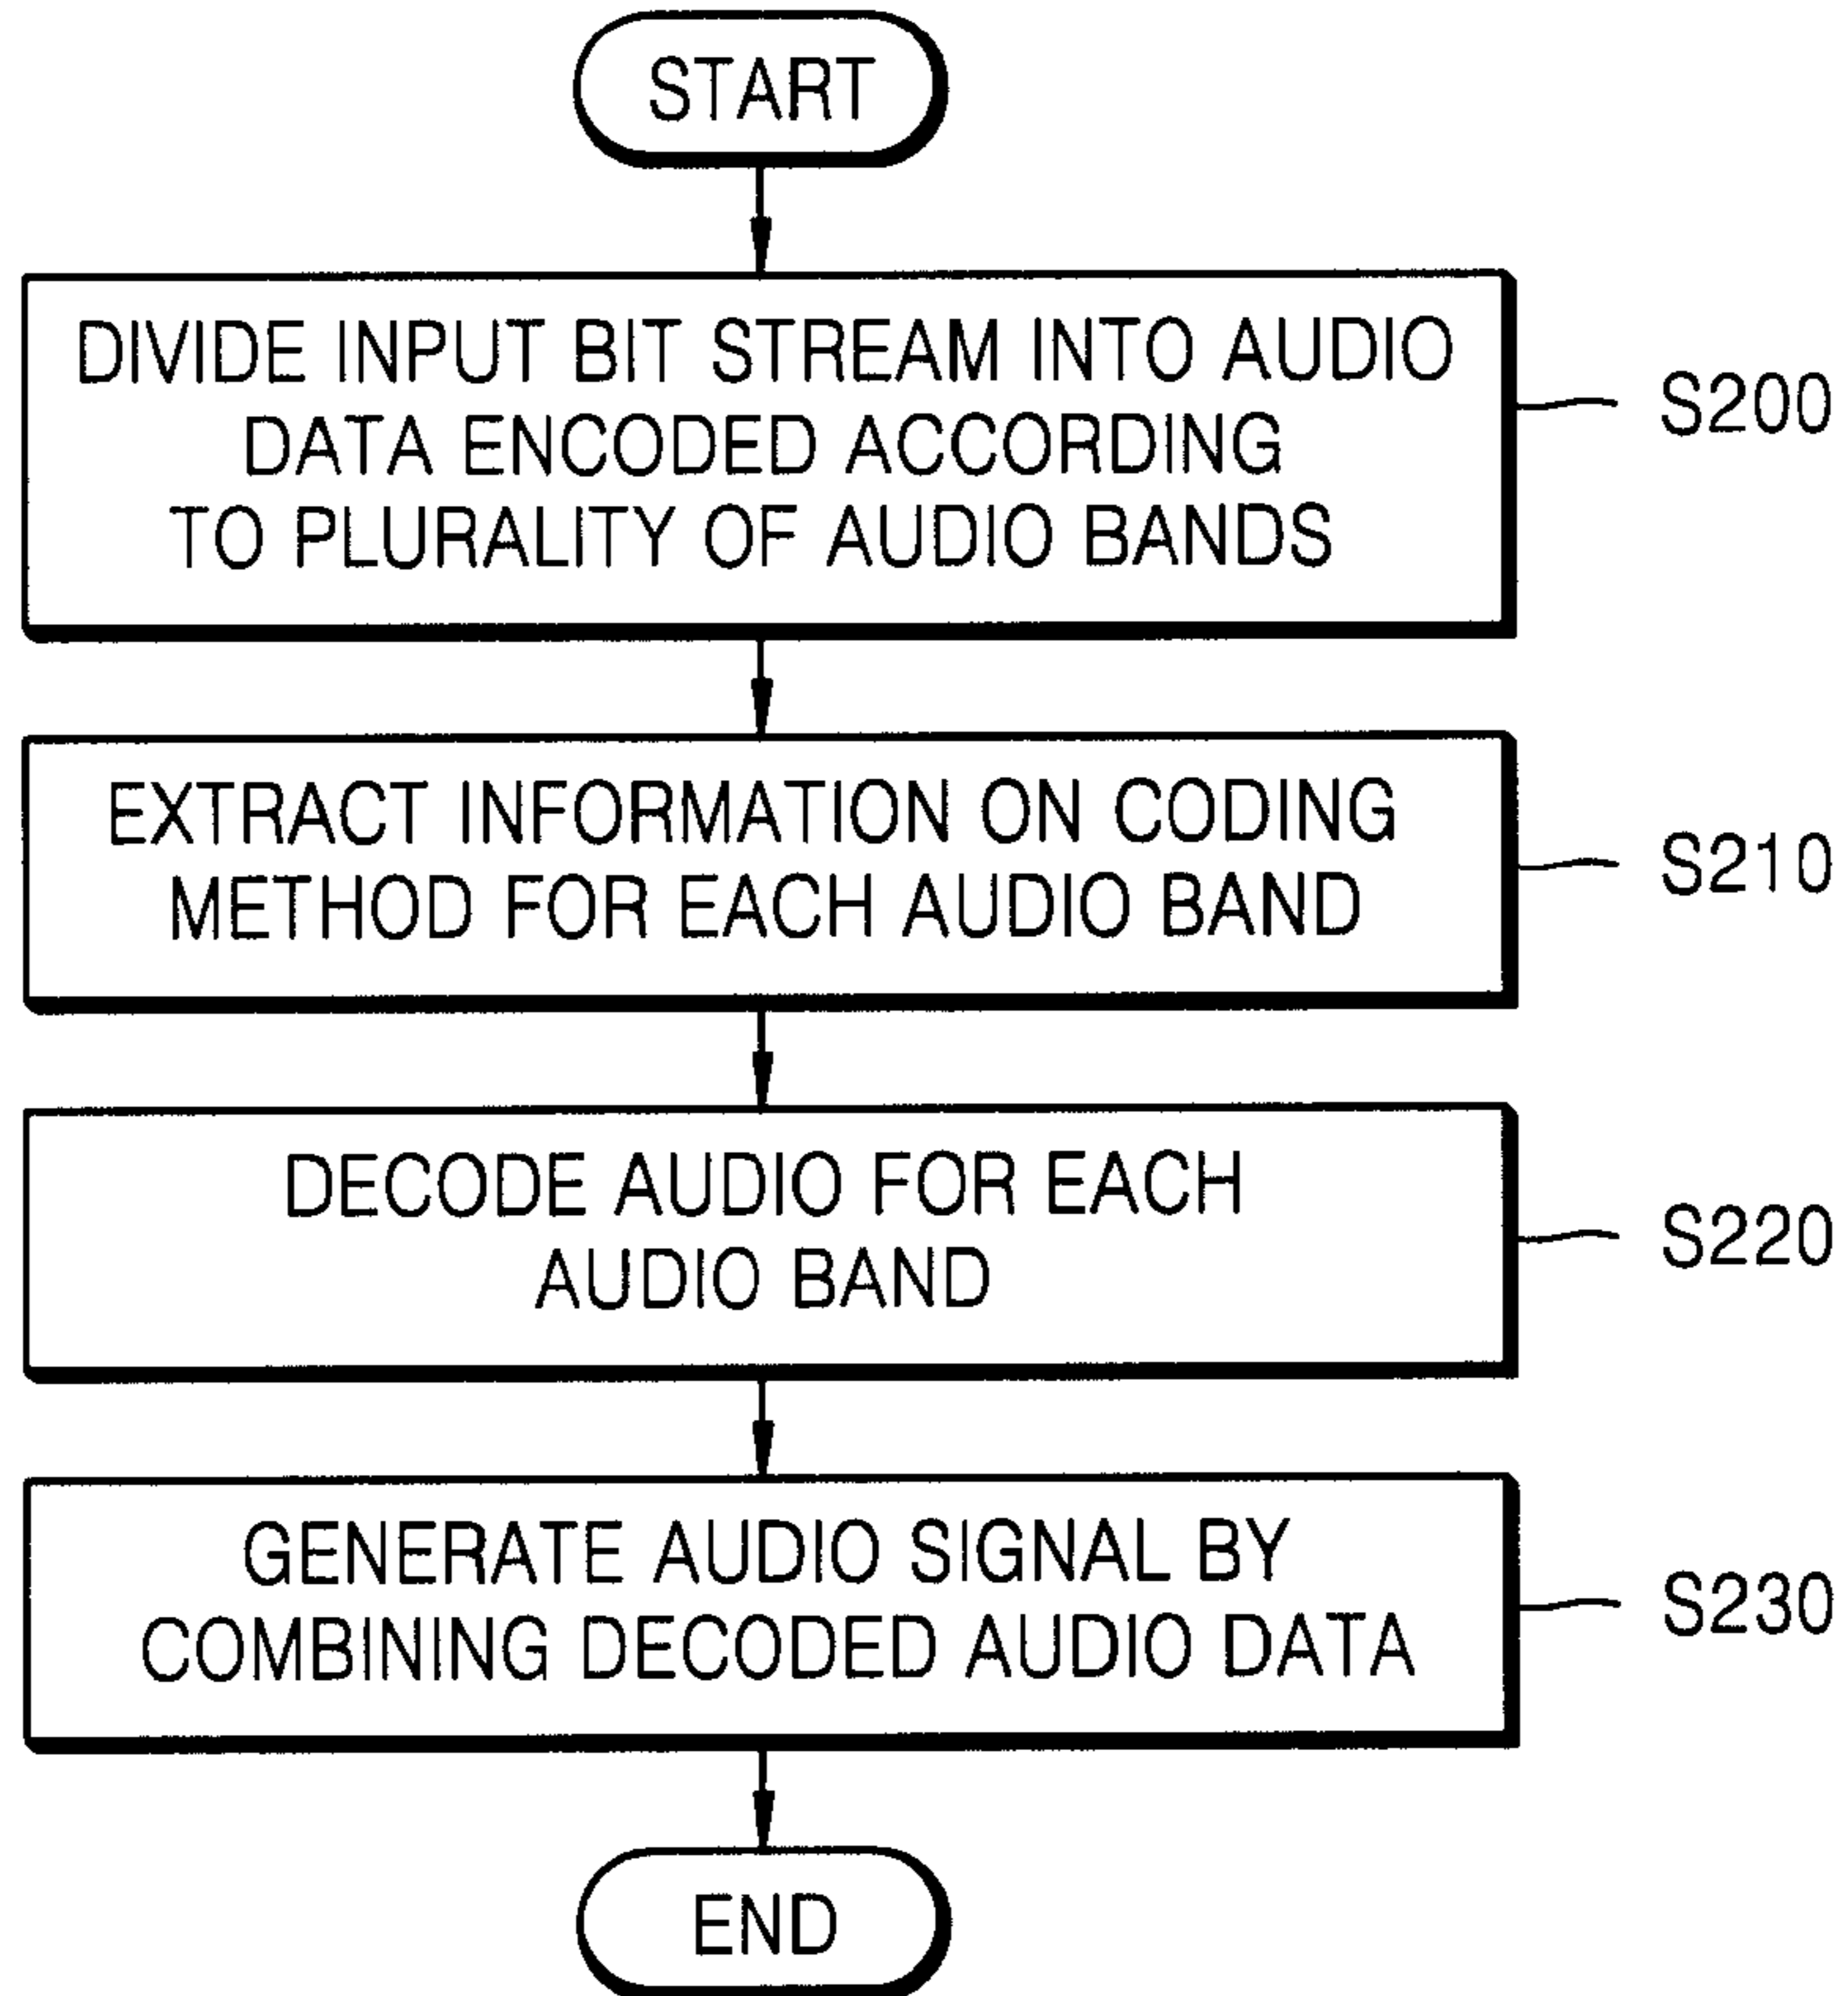 START
DIVIDE INPUT BIT STREAM INTO AUDIO
DATA ENCODED ACCORDING
TO PLURALITY OF AUDIO BANDS
S200
EXTRACT INFORMATION ON CODING
METHOD FOR EACH AUDIO BAND
S210
DECODE AUDIO FOR EACH
AUDIO BAND
S220
GENERATE AUDIO SIGNAL BY
COMBINING DECODED AUDIO DATA
S230
END